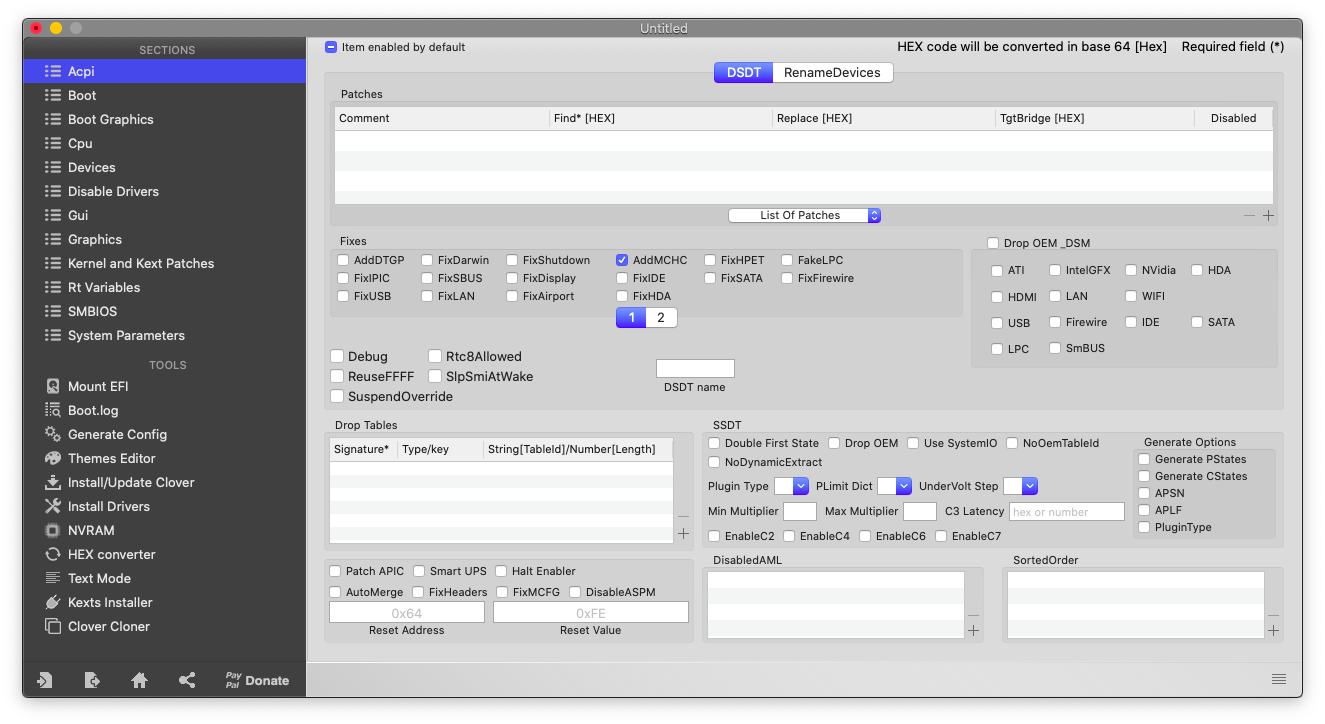 Untitled
SECTIONS
Acpi
Boot
Boot Graphics
Cpu
Devices
Disable Drivers
Gui
Graphics
Kernel and Kext Patches
Rt Variables
SMBIOS
System Parameters
TOOLS
Mount EFI
Boot.log
Generate Config
Themes Editor
Install/Update Clover
Install Drivers
NVRAM
HEX converter
Text Mode
Kexts Installer
Clover Cloner
Pay
Pal Donate
Item enabled by default HEX code will be converted in base 64 [Hex] Required field (*)
DSDT RenameDevices
Patches
Comment Find* [HEX] Replace [HEX] TgtBridge [HEX] Disabled
List Of Patches
Fixes
AddDTGP FixDarwin FixShutdown AddMCHC FixHPET FakeLPC
FixIPIC FixSBUS FixDisplay FixIDE FixSATA FixFirewire
FixUSB FixLAN FixAirport FixHDA
1 2
Drop OEM _DSM
ATI IntelGFX NVidia HDA
HDMI LAN WIFI
USB Firewire IDE SATA
LPC SmBUS
Debug Rtc8Allowed
ReuseFFFF SlpSmiAtWake
SuspendOverride
DSDT name
Drop Tables
Signature* Type/key String[TableId]/Number[Length]
SSDT
Double First State Drop OEM Use SystemIO NoOemTableId
NoDynamicExtract
Plugin Type PLimit Dict UnderVolt Step
Min Multiplier Max Multiplier C3 Latency hex or number
EnableC2 EnableC4 EnableC6 EnableC7
Generate Options
Generate PStates
Generate CStates
APSN
APLF
PluginType
Patch APIC Smart UPS Halt Enabler
AutoMerge FixHeaders FixMCFG DisableASPM
0x64 0xFE
Reset Address Reset Value
DisabledAML
SortedOrder